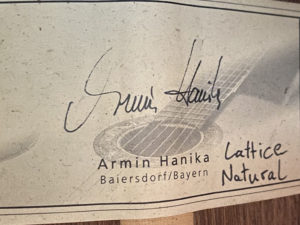 Armin Hanika
Armin Hanika
Baiersdorf/Bayern
Lattice
Natural